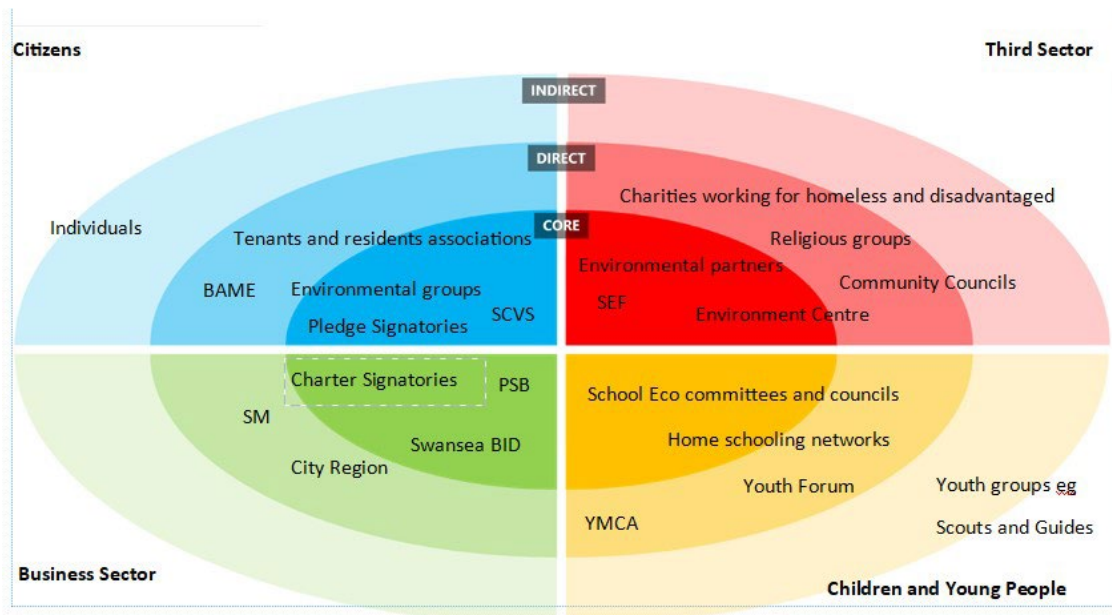 Citizens
Third Sector
INDIRECT
DIRECT
CORE
Individuals
Tenants and residents associations
BAME
Environmental groups
SCVS
Pledge Signatories
Charities working for homeless and disadvantaged
Religious groups
Environmental partners
Community Councils
SEF
Environment Centre
Charter Signatories
PSB
SM
Swansea BID
City Region
Business Sector
School Eco committees and councils
Home schooling networks
Youth Forum
YMCA
Youth groups eg
Scouts and Guides
Children and Young People